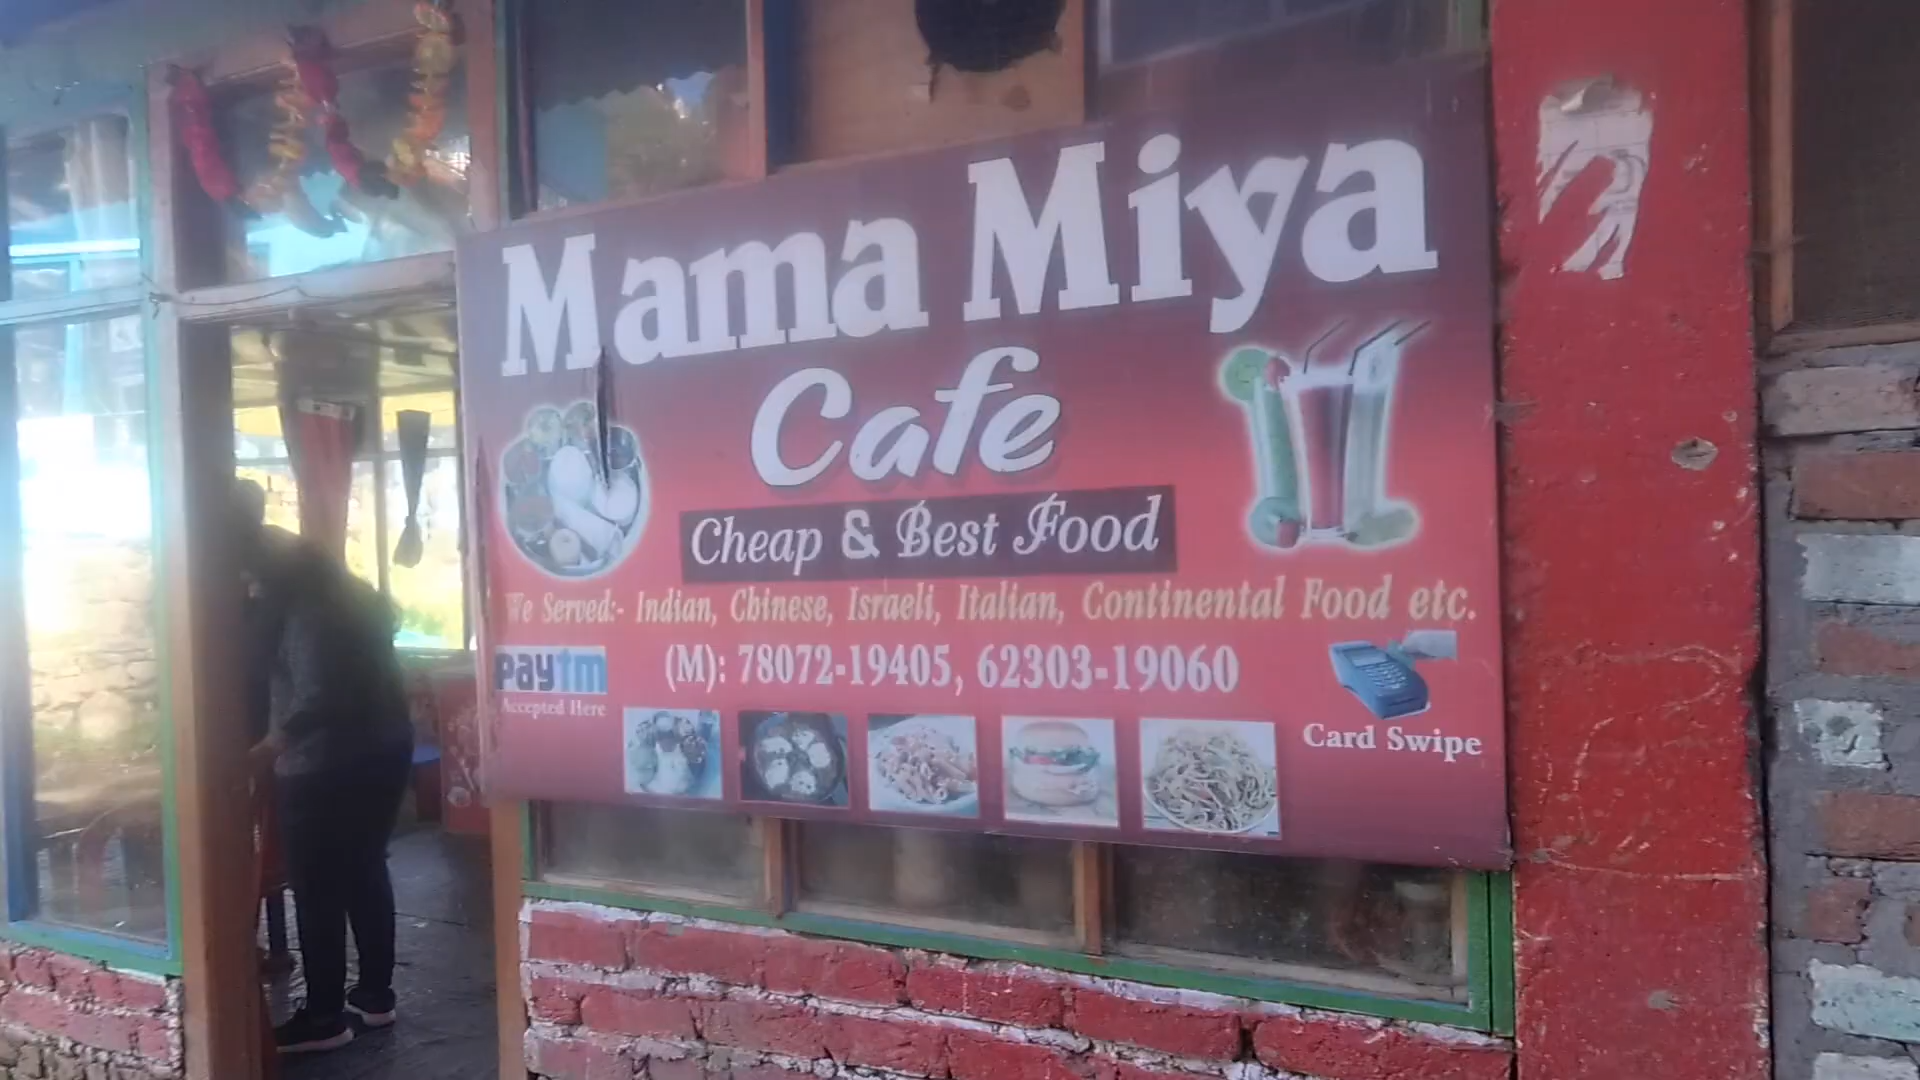 Mama Miya
Cafe
Cheap & Best Food
We Served:- Indian, Chinese, Israeli, Italian, Continental Food etc.
paytm
Accepted Here
(M): 78072-19405, 62303-19060
Card Swipe